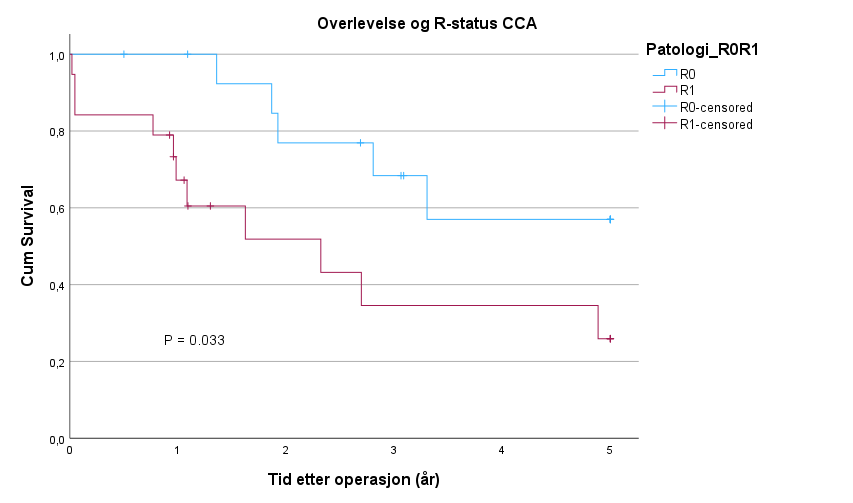 Overlevelse og R-status CCA
Patologi_R0R1
R0
R1
R0-censored
R1-censored
Cum Survival
1,0
0,8
0,6
0,4
0,2
0,0
P = 0.033
0 1 2 3 4 5
Tid etter operasjon (år)